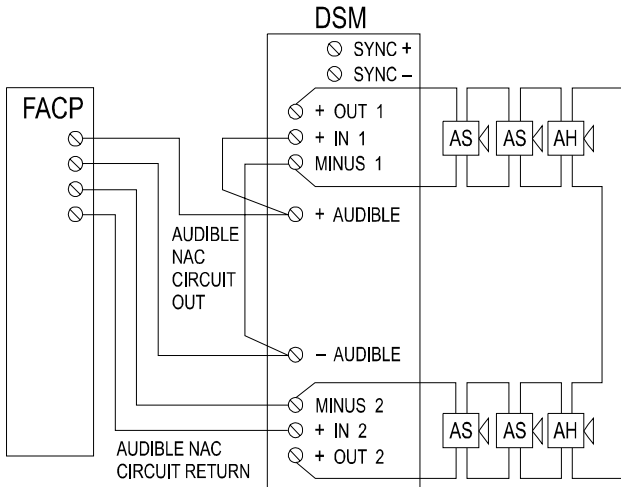 DSM
SYNC +
SYNC –
FACP
+ OUT 1
+ IN 1
MINUS 1
AS AS AH
+ AUDIBLE
AUDIBLE
NAC
CIRCUIT
OUT
– AUDIBLE
MINUS 2
+ IN 2
+ OUT 2
AS AS AH
AUDIBLE NAC
CIRCUIT RETURN